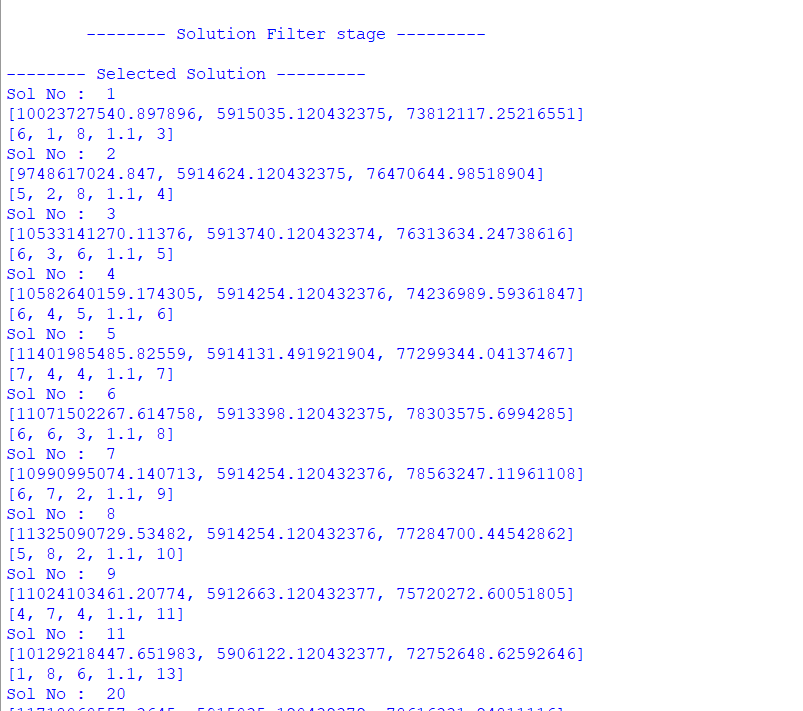 -------- Solution Filter stage ---------
-------- Selected Solution ---------
Sol No :  1
[10023727540.897896, 5915035.120432375, 73812117.25216551]
[6, 1, 8, 1.1, 3]
Sol No :  2
[9748617024.847, 5914624.120432375, 76470644.98518904]
[5, 2, 8, 1.1, 4]
Sol No :  3
[10533141270.11376, 5913740.120432374, 76313634.24738616]
[6, 3, 6, 1.1, 5]
Sol No :  4
[10582640159.174305, 5914254.120432376, 74236989.59361847]
[6, 4, 5, 1.1, 6]
Sol No :  5
[11401985485.82559, 5914131.491921904, 77299344.04137467]
[7, 4, 4, 1.1, 7]
Sol No :  6
[11071502267.614758, 5913398.120432375, 78303575.6994285]
[6, 6, 3, 1.1, 8]
Sol No :  7
[10990995074.140713, 5914254.120432376, 78563247.11961108]
[6, 7, 2, 1.1, 9]
Sol No :  8
[11325090729.53482, 5914254.120432376, 77284700.44542862]
[5, 8, 2, 1.1, 10]
Sol No :  9
[11024103461.20774, 5912663.120432377, 75720272.60051805]
[4, 7, 4, 1.1, 11]
Sol No :  11
[10129218447.651983, 5906122.120432377, 72752648.62592646]
[1, 8, 6, 1.1, 13]
Sol No :  20